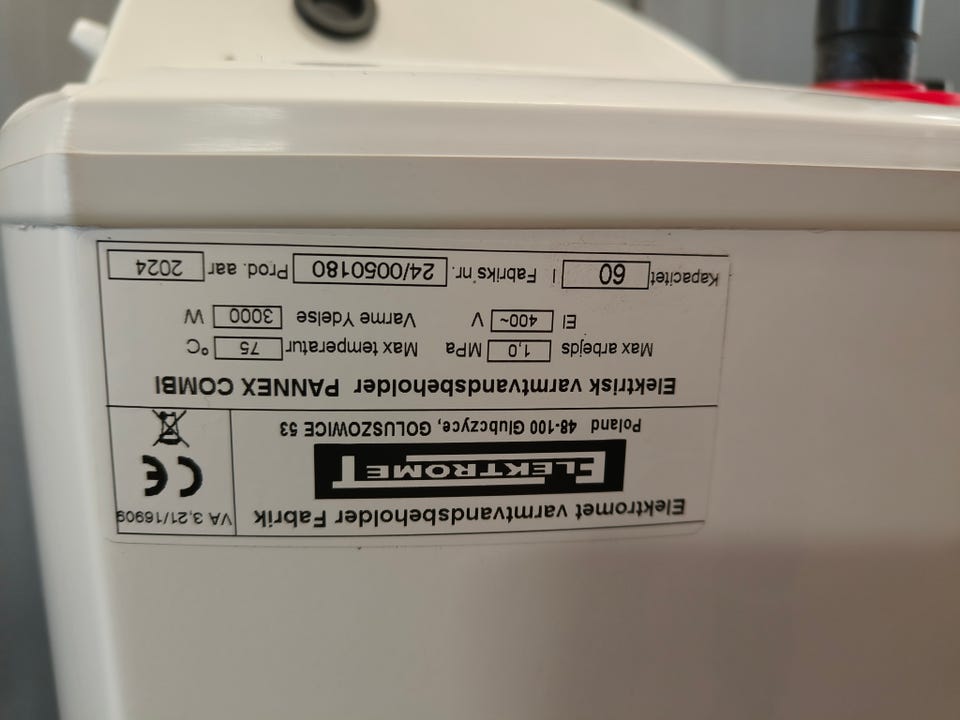 Elektromet varmtvandsbeholder Fabrik
ELEKTROMET
Poland 48-100 Glubczyce, GOLUSZOWICE 53
VA 3,21/16909
CE
Elektrisk varmtvandsbeholder PANNEX COMBI
Max arbejds 1,0 MPa Max temperatur 75 °C
El 400~ V Varme Ydelse 3000 W
Kapacitet 60 l Fabriks nr. 24/0050180 Prod. aar 2024